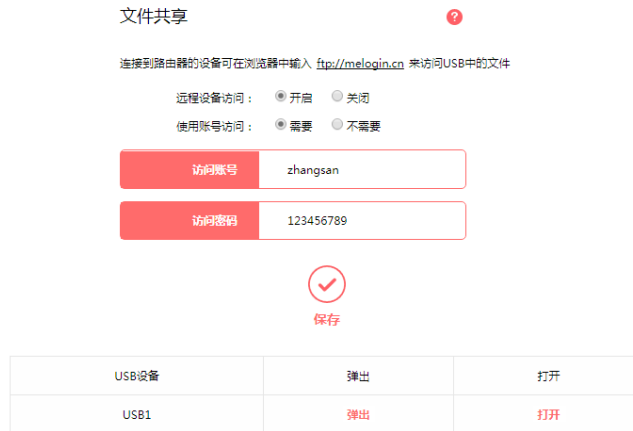 文件共享 ?
连接到路由器的设备可在浏览器中输入 ftp://melogin.cn 来访问USB中的文件
远程设备访问： 开启 关闭
使用账号访问： 需要 不需要
访问账号 zhangsan
访问密码 123456789
保存
USB设备 弹出 打开
USB1 弹出 打开